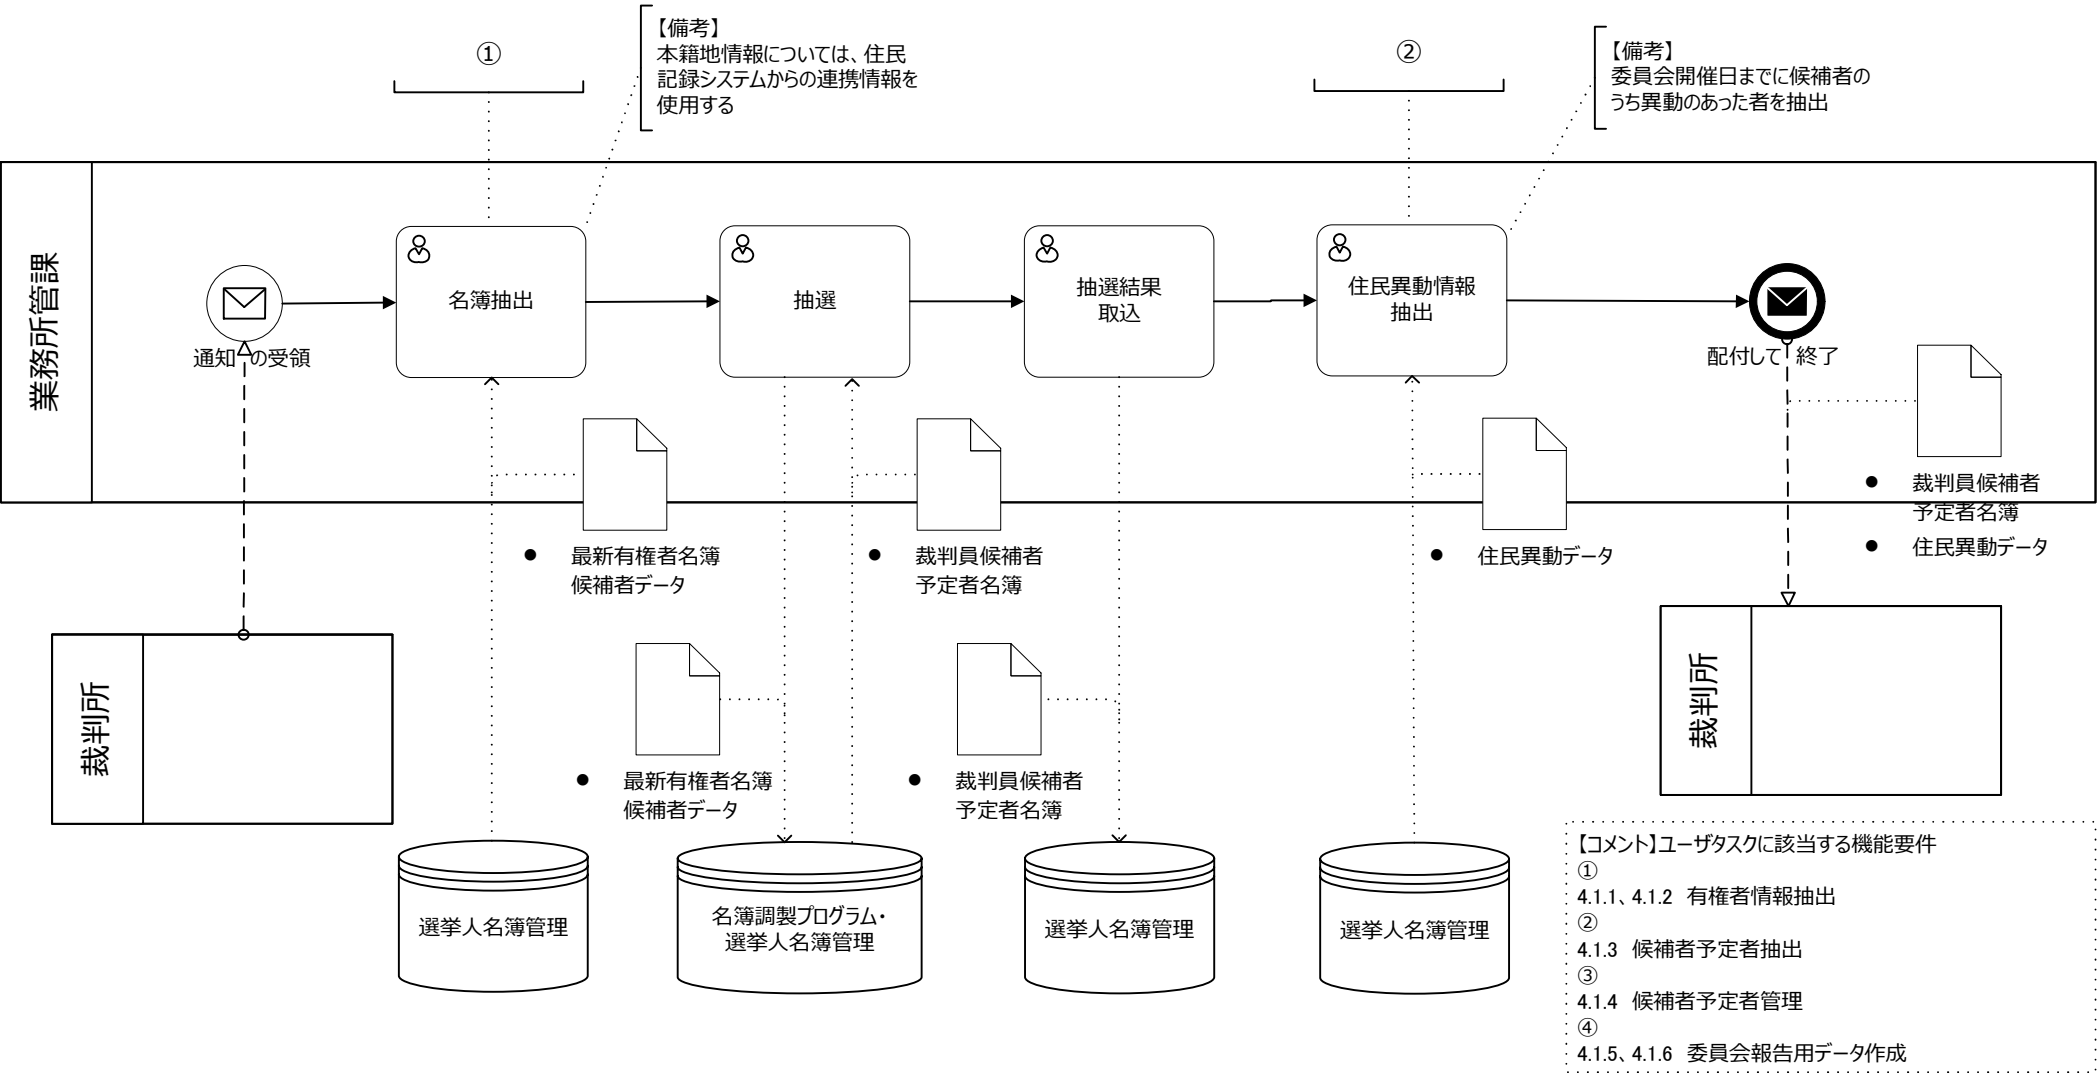 ①
【備考】
本籍地情報については、住民
記録システムからの連携情報を
使用する
②
【備考】
委員会開催日までに候補者の
うち異動のあった者を抽出
業務所管課
通知 の受領
名簿抽出
抽選
抽選結果
取込
住民異動情報
抽出
配付して 終了
● 最新有権者名簿
候補者データ
● 裁判員候補者
予定者名簿
● 住民異動データ
● 裁判員候補者
予定者名簿
● 住民異動データ
裁判所
● 最新有権者名簿
候補者データ
● 裁判員候補者
予定者名簿
裁判所
選挙人名簿管理
名簿調製プログラム・
選挙人名簿管理
選挙人名簿管理
選挙人名簿管理
【コメント】ユーザタスクに該当する機能要件
①
4.1.1、4.1.2 有権者情報抽出
②
4.1.3 候補者予定者抽出
③
4.1.4 候補者予定者管理
④
4.1.5、4.1.6 委員会報告用データ作成